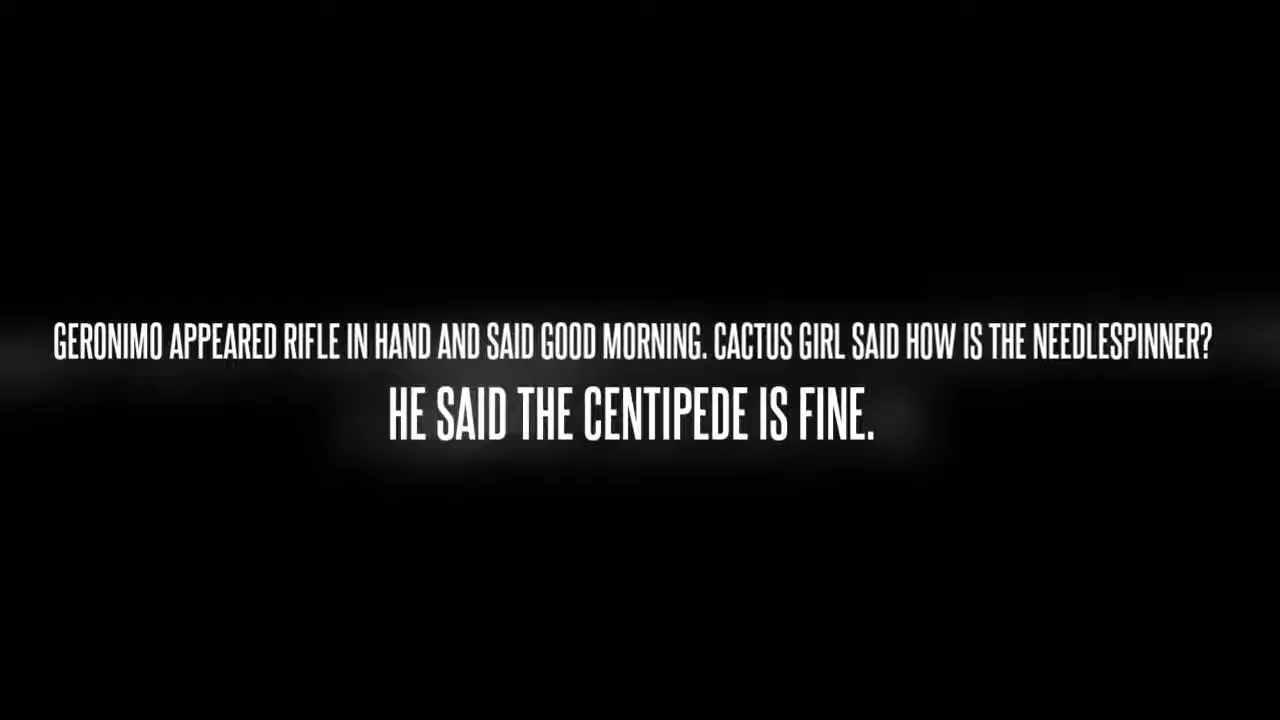 GERONIMO APPEARED RIFLE IN HAND AND SAID GOOD MORNING. CACTUS GIRL SAID HOW IS THE NEEDLESPINNER?
HE SAID THE CENTIPEDE IS FINE.